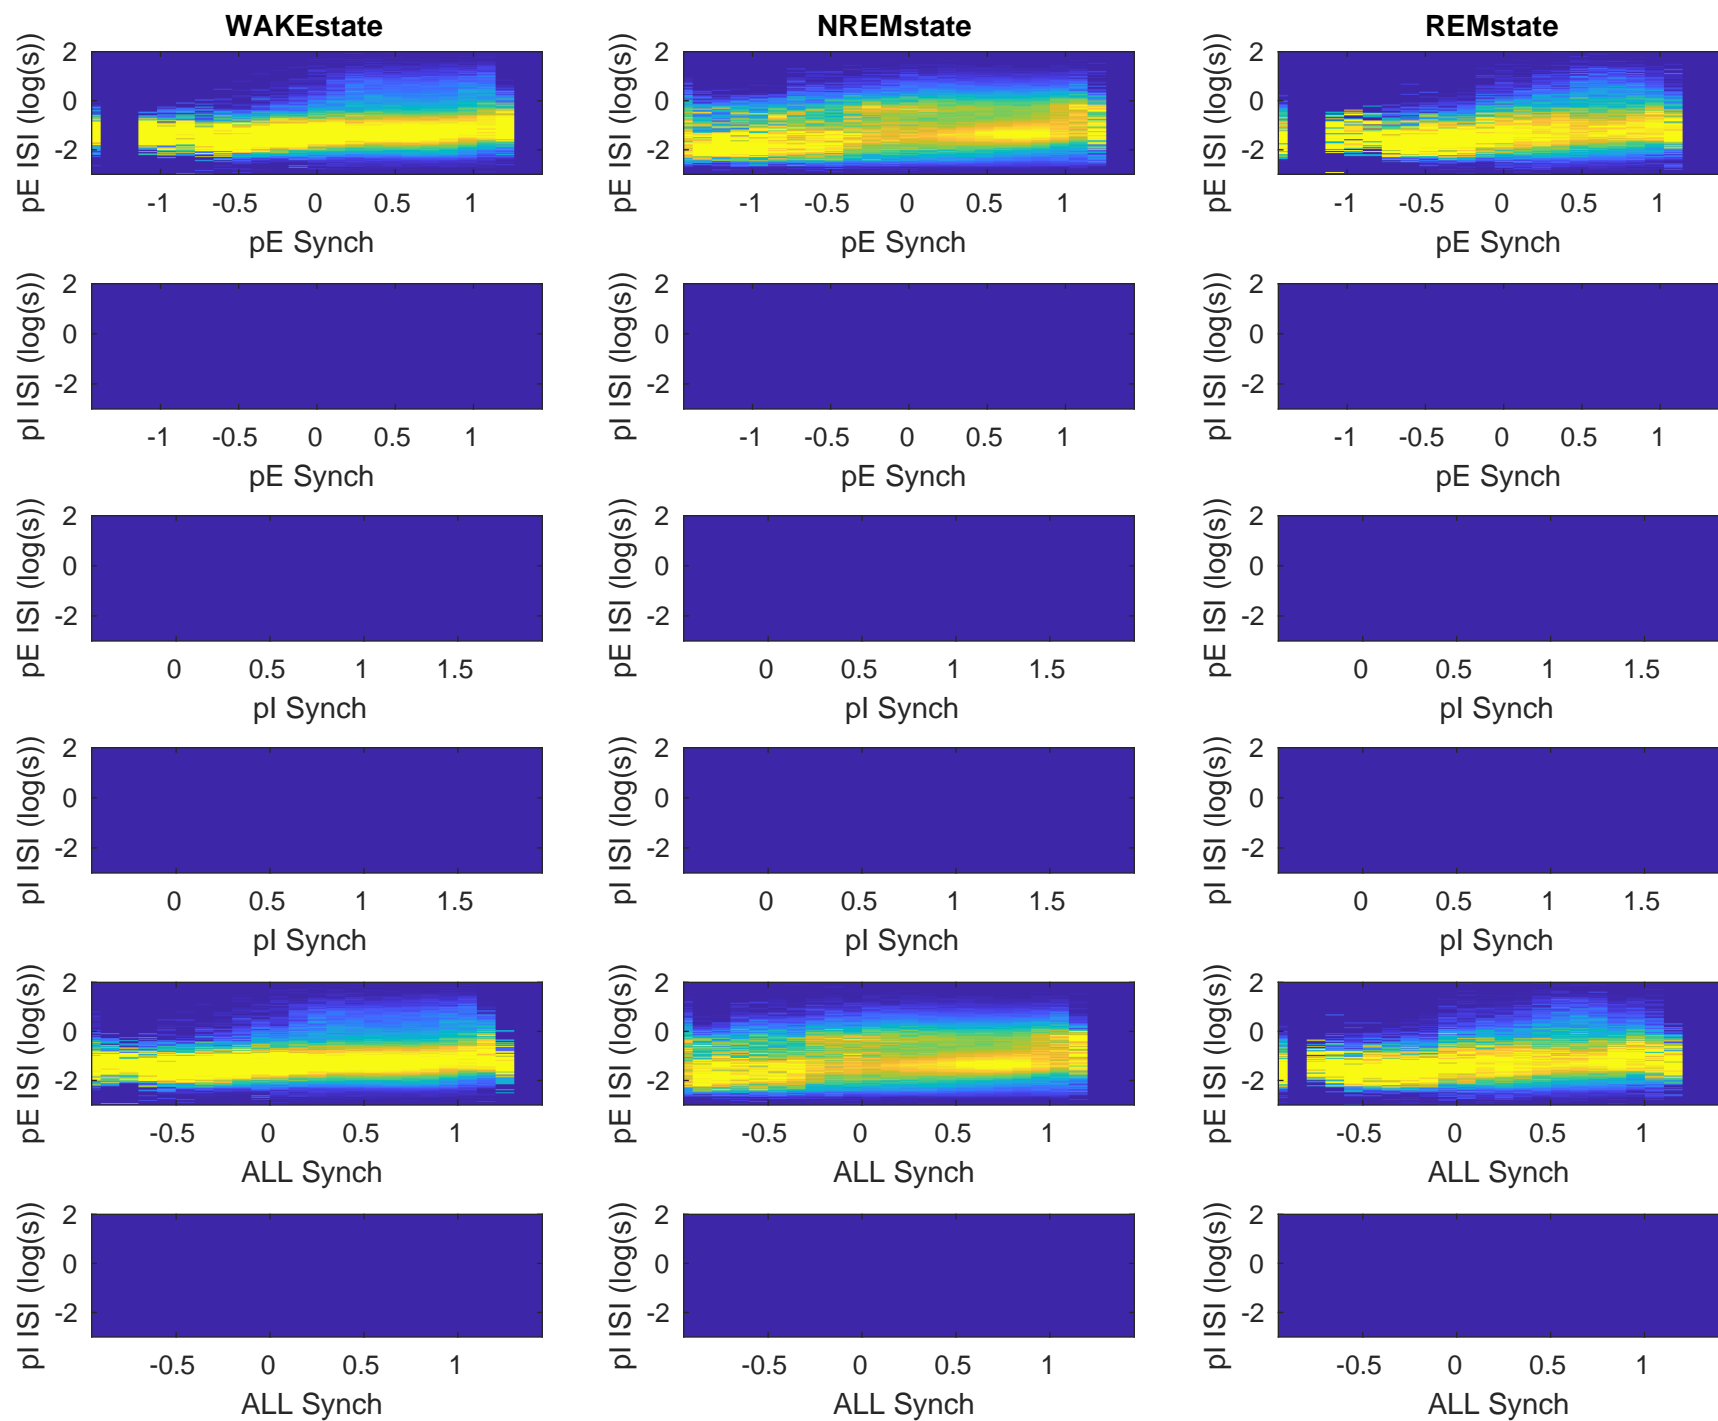 WAKEstate NREMstate REMstate
pE ISI (log(s)) 2 0 -2 pE ISI (log(s)) 2 0 -2 pE ISI (log(s)) 2 0 -2
-1 -0.5 0 0.5 1 -1 -0.5 0 0.5 1 -1 -0.5 0 0.5 1
pE Synch pE Synch pE Synch
pI ISI (log(s)) 2 0 -2 pI ISI (log(s)) 2 0 -2 pI ISI (log(s)) 2 0 -2
-1 -0.5 0 0.5 1 -1 -0.5 0 0.5 1 -1 -0.5 0 0.5 1
pE Synch pE Synch pE Synch
pE ISI (log(s)) 2 0 -2 pE ISI (log(s)) 2 0 -2 pE ISI (log(s)) 2 0 -2
0 0.5 1 1.5 0 0.5 1 1.5 0 0.5 1 1.5
pI Synch pI Synch pI Synch
pI ISI (log(s)) 2 0 -2 pI ISI (log(s)) 2 0 -2 pI ISI (log(s)) 2 0 -2
0 0.5 1 1.5 0 0.5 1 1.5 0 0.5 1 1.5
pI Synch pI Synch pI Synch
pE ISI (log(s)) 2 0 -2 pE ISI (log(s)) 2 0 -2 pE ISI (log(s)) 2 0 -2
-0.5 0 0.5 1 -0.5 0 0.5 1 -0.5 0 0.5 1
ALL Synch ALL Synch ALL Synch
pI ISI (log(s)) 2 0 -2 pI ISI (log(s)) 2 0 -2 pI ISI (log(s)) 2 0 -2
-0.5 0 0.5 1 -0.5 0 0.5 1 -0.5 0 0.5 1
ALL Synch ALL Synch ALL Synch